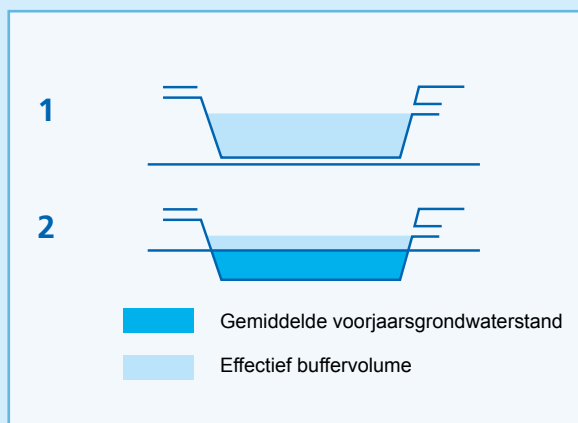 1
2
Gemiddelde voorjaarsgrondwaterstand
Effectief buffervolume